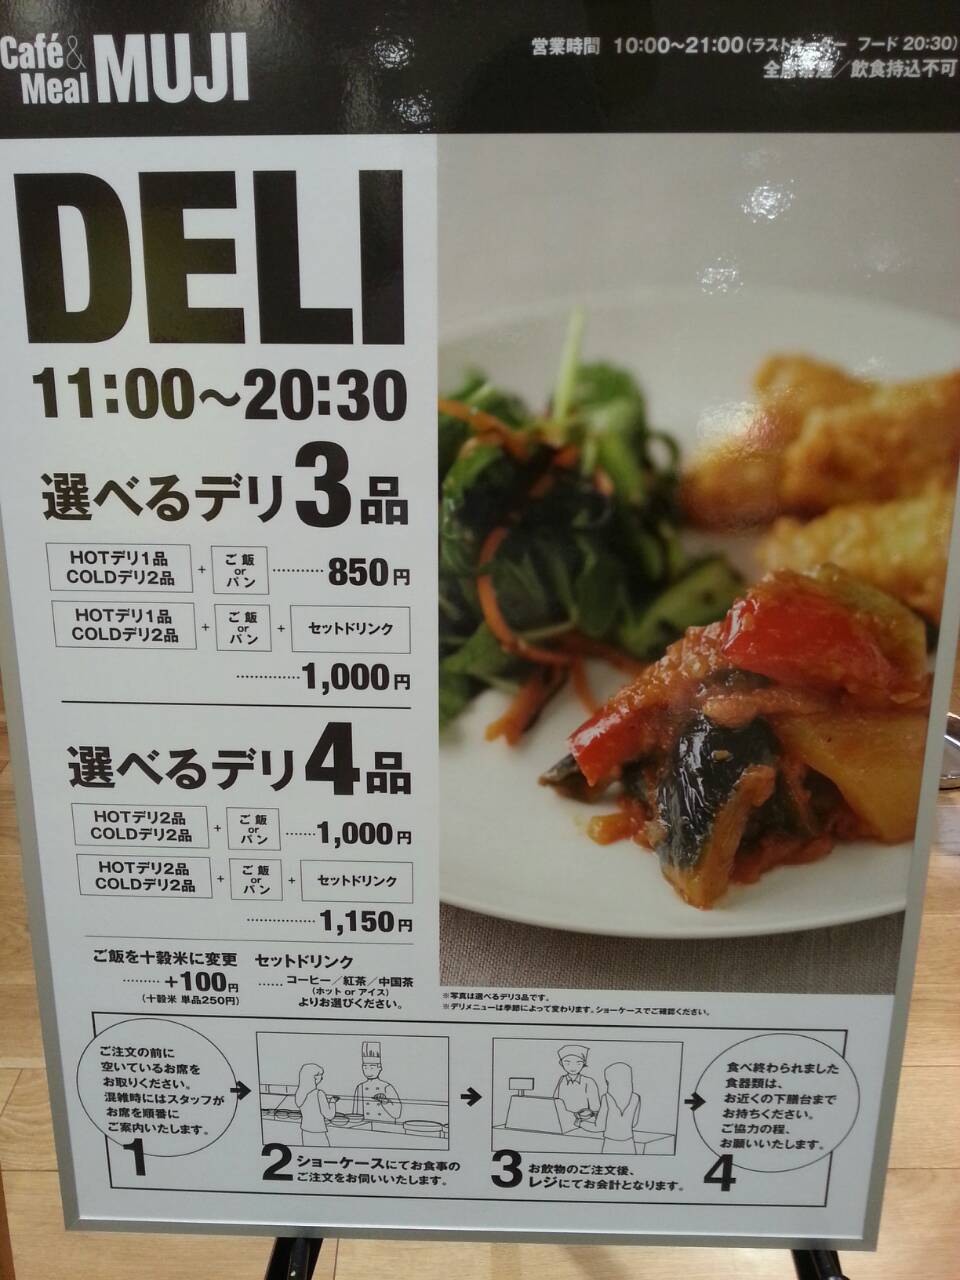 Café&
Meal MUJI
営業時間 10:00〜21:00(ラストオーダー フード 20:30)
全席禁煙／飲食持込不可
DELI
11:00〜20:30
選べるデリ3品
HOTデリ1品
COLDデリ2品
+
ご飯
or
パン
…………850円
HOTデリ1品
COLDデリ2品
+
ご飯
or
パン
+
セットドリンク
……………1,000円
選べるデリ4品
HOTデリ2品
COLDデリ2品
+
ご飯
or
パン
……1,000円
HOTデリ2品
COLDデリ2品
+
ご飯
or
パン
+
セットドリンク
……………1,150円
ご飯を十穀米に変更
………+100円
(十穀米 単品250円)
セットドリンク
……コーヒー／紅茶／中国茶
(ホット or アイス)
よりお選びください。
※写真は選べるデリ3品です。
※デリメニューは季節によって変わります。ショーケースでご確認ください。
ご注文の前に
空いているお席を
お取りください。
混雑時にはスタッフが
お席を順番に
ご案内いたします。
1
2 ショーケースにてお食事の
ご注文をお伺いいたします。
3 お飲物のご注文後、
レジにてお会計となります。
食べ終わられました
食器類は、
お近くの下膳台まで
お持ちください。
ご協力の程、
お願いいたします。
4